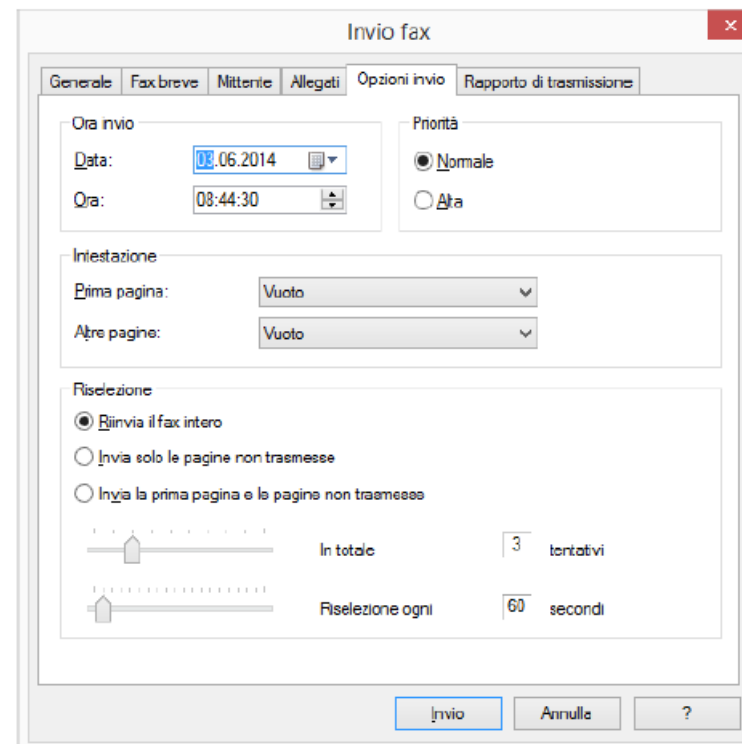 Invio fax
Generale Fax breve Mittente Allegati Opzioni invio Rapporto di trasmissione
Ora invio
Data: 03.06.2014
Ora: 08:44:30
Priorità
Normale
Alta
Intestazione
Prima pagina: Vuoto
Altre pagine: Vuoto
Riselezione
Riinvia il fax intero
Invia solo le pagine non trasmesse
Invia la prima pagina e le pagine non trasmesse
In totale 3 tentativi
Riselezione ogni 60 secondi
Invio Annulla ?